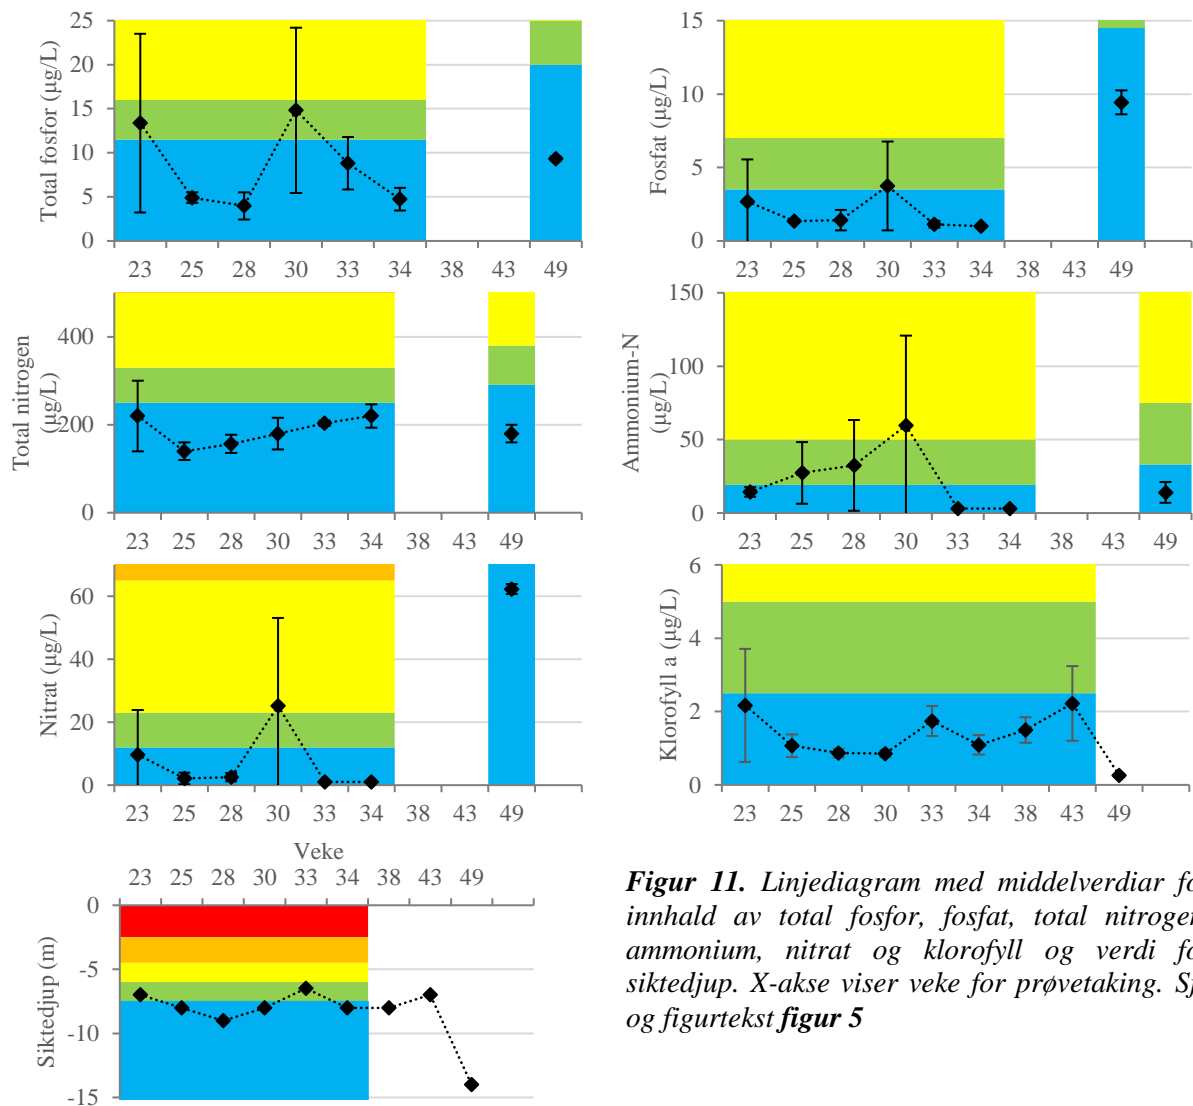 Total fosfor (µg/L)
25
20
15
10
5
0
23 25 28 30 33 34 38 43 49
Fosfat (µg/L)
15
10
5
0
23 25 28 30 33 34 38 43 49
Total nitrogen
(µg/L)
400
200
0
23 25 28 30 33 34 38 43 49
Ammonium-N
(µg/L)
150
100
50
0
23 25 28 30 33 34 38 43 49
Nitrat (µg/L)
60
40
20
0
23 25 28 30 33 34 38 43 49
Klorofyll a (µg/L)
6
4
2
0
23 25 28 30 33 34 38 43 49
Veke
23 25 28 30 33 34 38 43 49
Siktedjup (m)
0
-5
-10
-15
Figur 11. Linjediagram med middelverdiar fo
innhald av total fosfor, fosfat, total nitrogen
ammonium, nitrat og klorofyll og verdi fo
siktedjup. X-akse viser veke for prøvetaking. Sj
og figurtekst figur 5